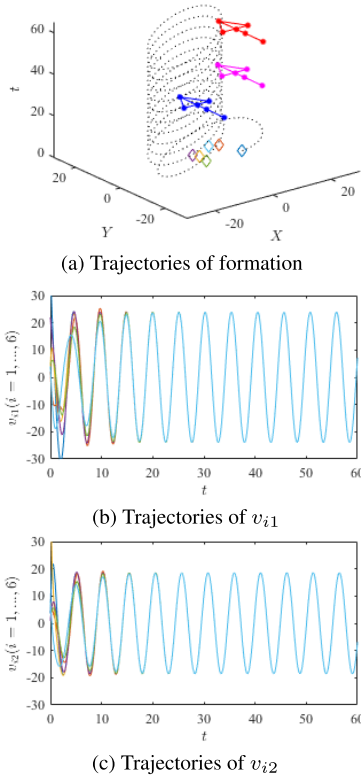 60
40
20
0
t
20
0
-20
Y
-20
0
20
X
(a) Trajectories of formation
30
20
10
0
-10
-20
-30
v_{i1}(i = 1, ..., 6)
0 10 20 30 40 50 60
t
(b) Trajectories of v_{i1}
30
20
10
0
-10
-20
-30
v_{i2}(i = 1, ..., 6)
0 10 20 30 40 50 60
t
(c) Trajectories of v_{i2}